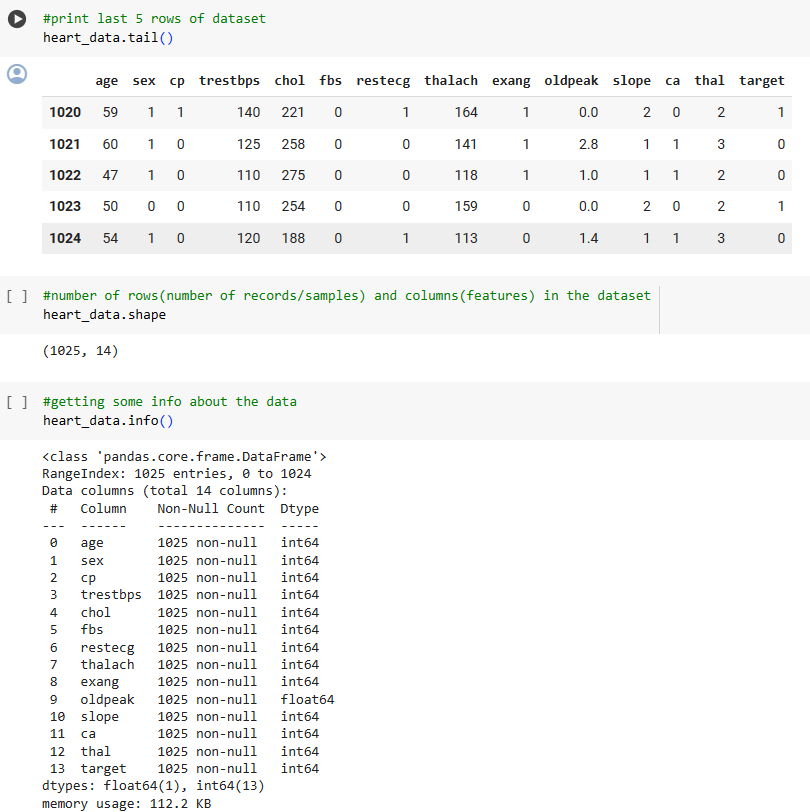 #print last 5 rows of dataset
heart_data.tail()
age sex cp trestbps chol fbs restecg thalach exang oldpeak slope ca thal target
1020 59 1 1 140 221 0 1 164 1 0.0 2 0 2 1
1021 60 1 0 125 258 0 0 141 1 2.8 1 1 3 0
1022 47 1 0 110 275 0 0 118 1 1.0 1 1 2 0
1023 50 0 0 110 254 0 0 159 0 0.0 2 0 2 1
1024 54 1 0 120 188 0 1 113 0 1.4 1 1 3 0
[ ] #number of rows(number of records/samples) and columns(features) in the dataset
heart_data.shape
(1025, 14)
[ ] #getting some info about the data
heart_data.info()
<class 'pandas.core.frame.DataFrame'>
RangeIndex: 1025 entries, 0 to 1024
Data columns (total 14 columns):
 #   Column    Non-Null Count  Dtype
---  ------    --------------  -----
 0   age       1025 non-null   int64
 1   sex       1025 non-null   int64
 2   cp        1025 non-null   int64
 3   trestbps  1025 non-null   int64
 4   chol      1025 non-null   int64
 5   fbs       1025 non-null   int64
 6   restecg   1025 non-null   int64
 7   thalach   1025 non-null   int64
 8   exang     1025 non-null   int64
 9   oldpeak   1025 non-null   float64
 10  slope     1025 non-null   int64
 11  ca        1025 non-null   int64
 12  thal      1025 non-null   int64
 13  target    1025 non-null   int64
dtypes: float64(1), int64(13)
memory usage: 112.2 KB